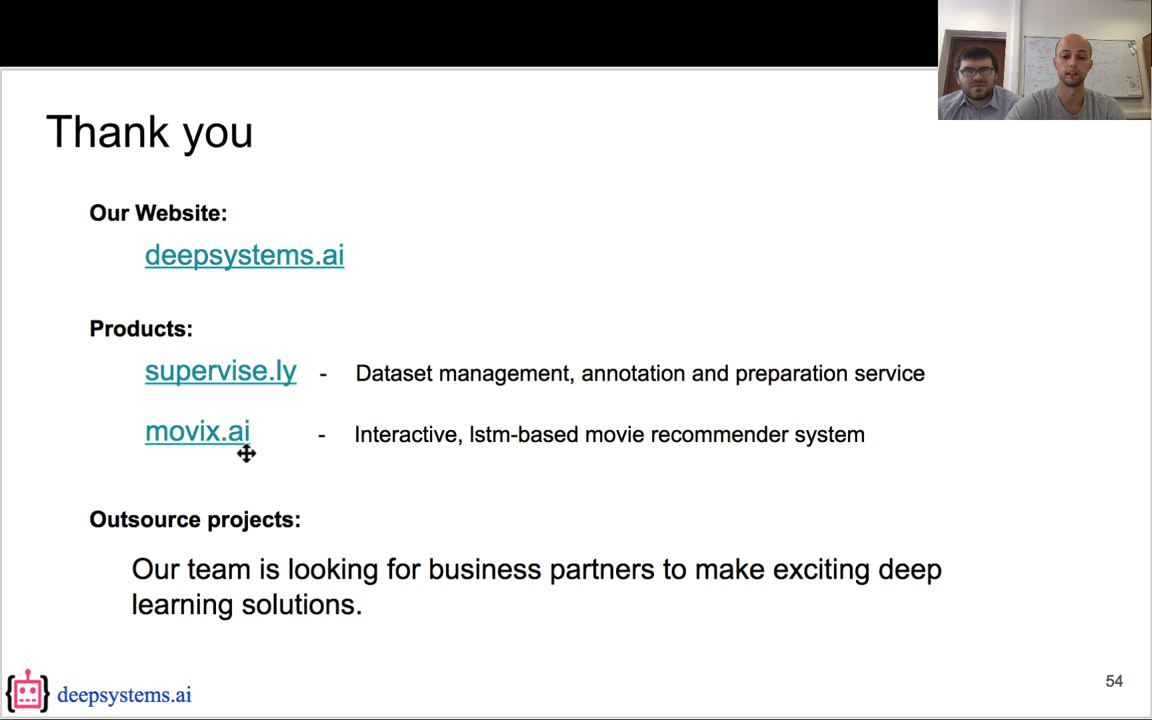 Thank you
Our Website:
deepsystems.ai
Products:
supervise.ly - Dataset management, annotation and preparation service
movix.ai - Interactive, lstm-based movie recommender system
Outsource projects:
Our team is looking for business partners to make exciting deep
learning solutions.
deepsystems.ai
54